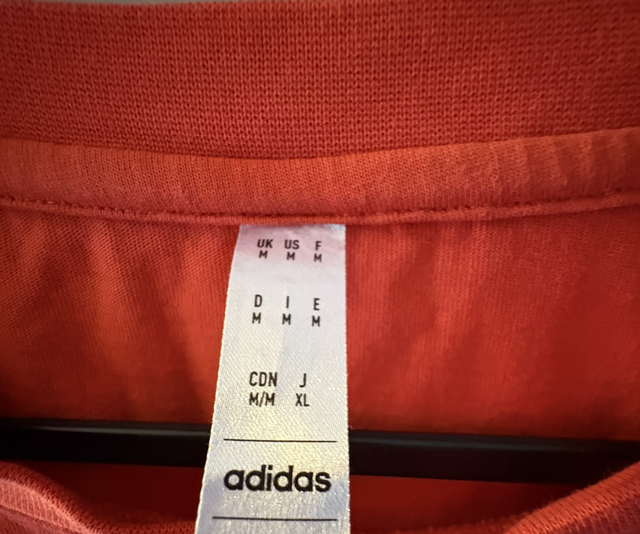 UK US F
M M M
D I E
M M M
CDN J
M/M XL
adidas